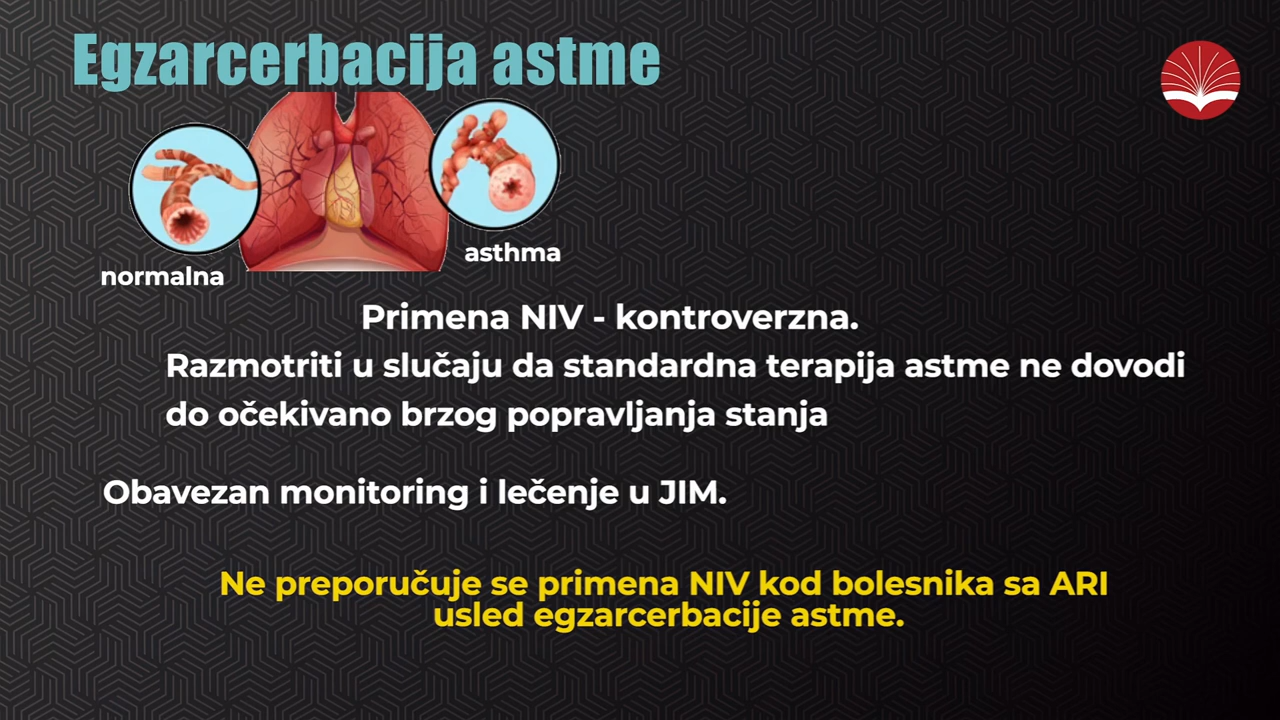 Egzarcerbacija astme
normalna
asthma
Primena NIV - kontroverzna.
Razmotriti u slučaju da standardna terapija astme ne dovodi
do očekivano brzog popravljanja stanja
Obavezan monitoring i lečenje u JIM.
Ne preporučuje se primena NIV kod bolesnika sa ARI
usled egzarcerbacije astme.